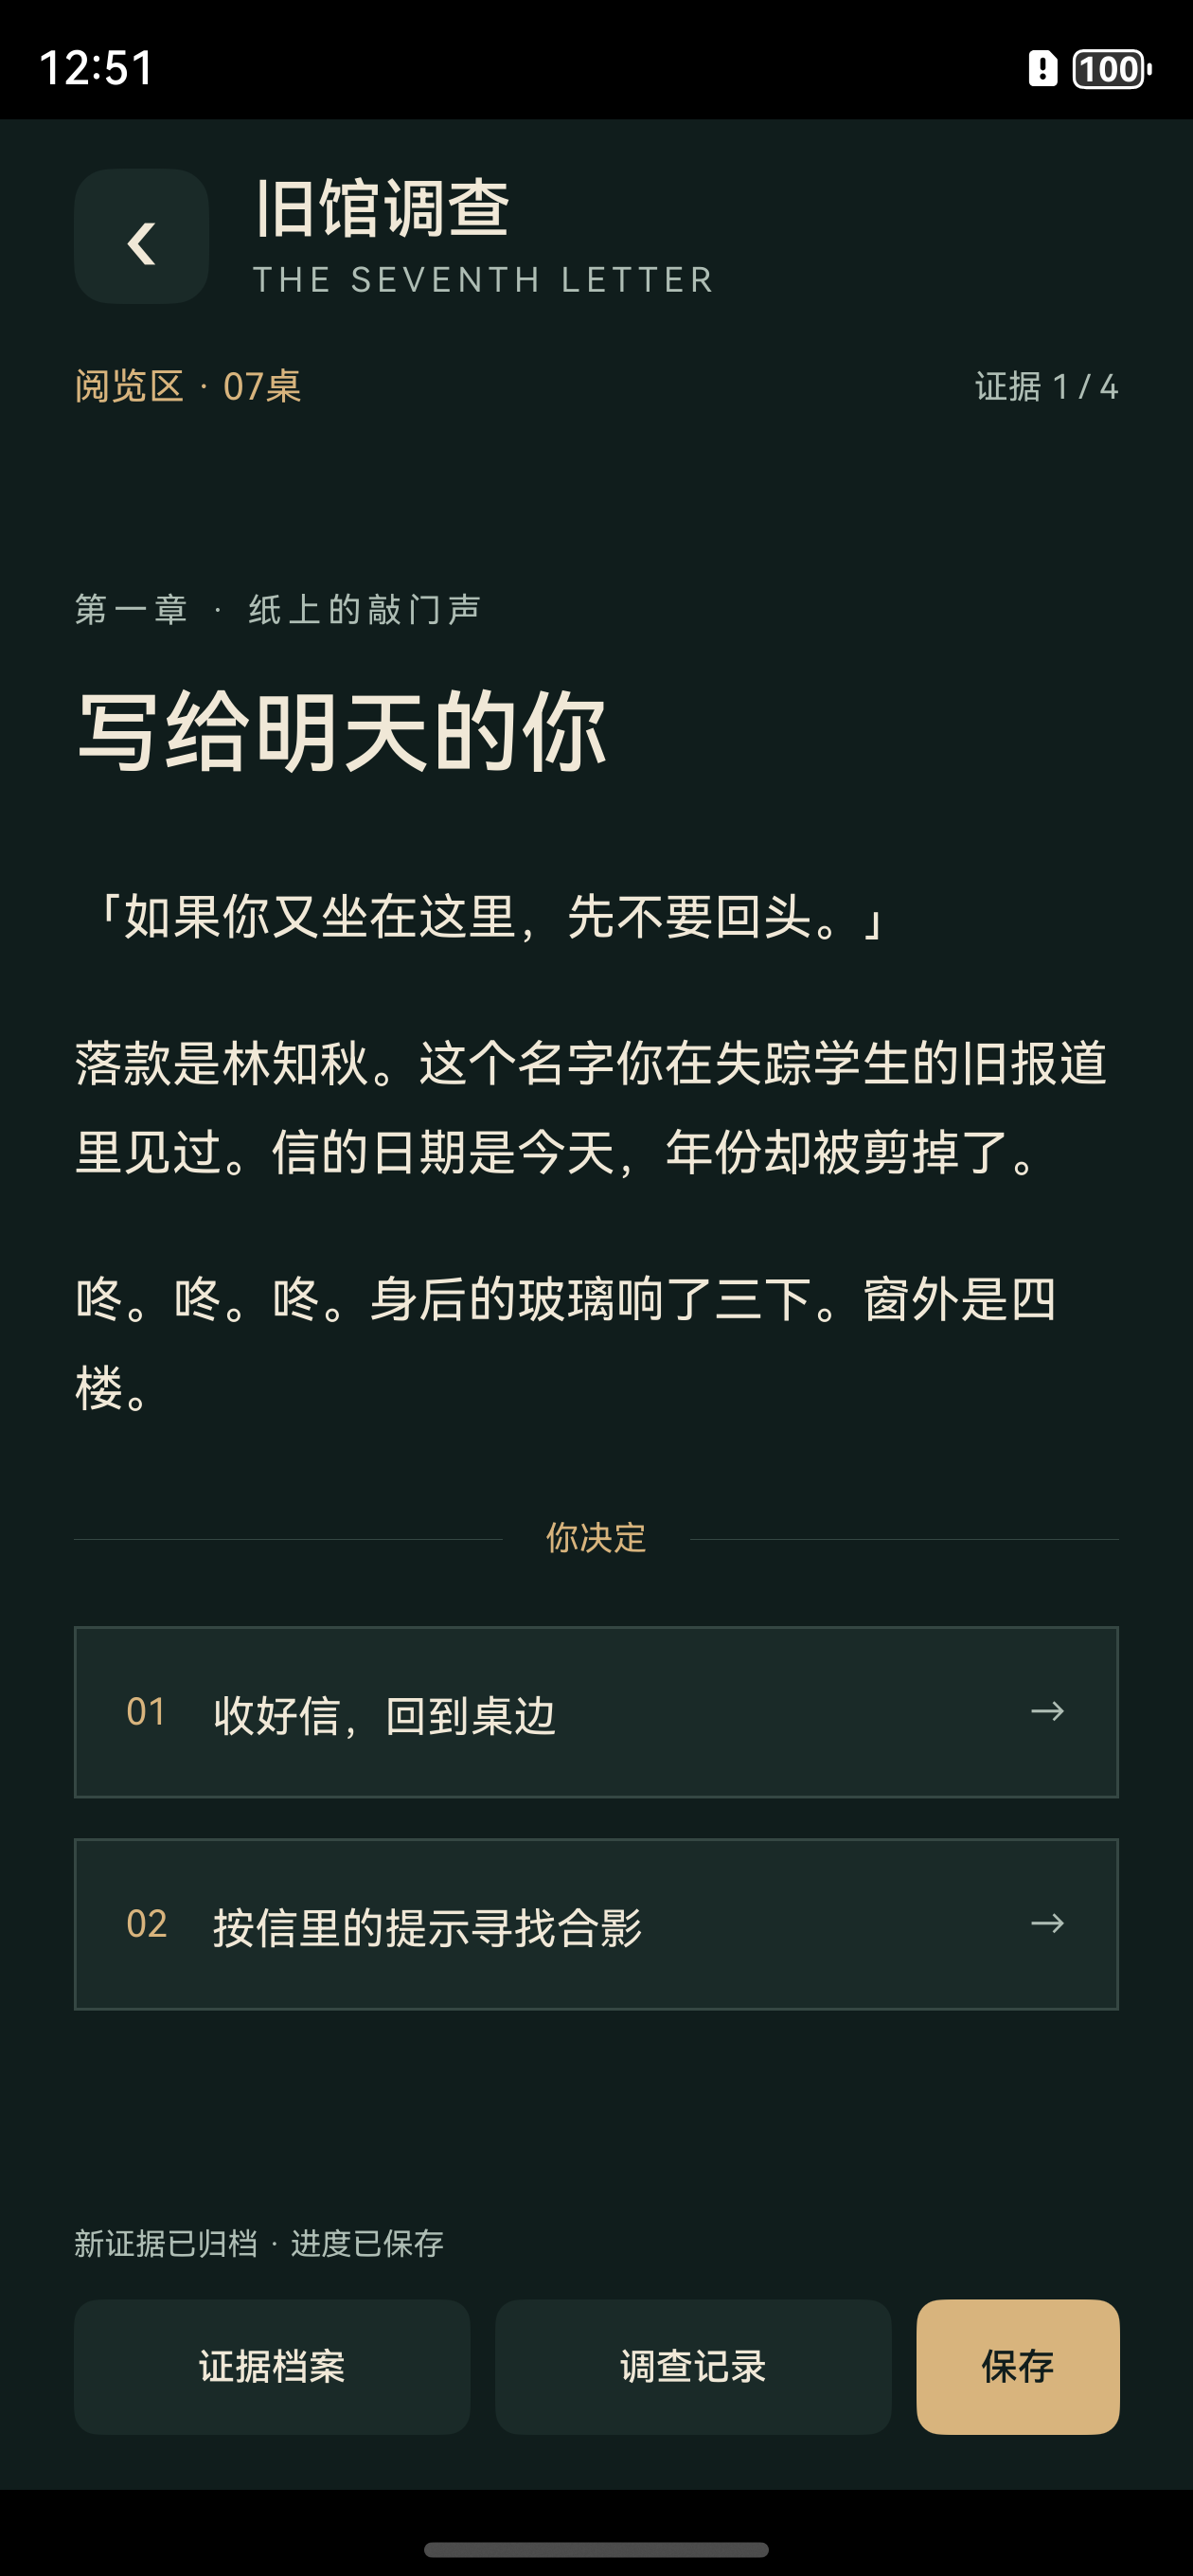 12:51
100
旧馆调查
THE SEVENTH LETTER
阅览区 · 07桌
证据 1 / 4
第一章 · 纸上的敲门声
写给明天的你
「如果你又坐在这里，先不要回头。」
落款是林知秋。这个名字你在失踪学生的旧报道
里见过。信的日期是今天，年份却被剪掉了。
咚。咚。咚。身后的玻璃响了三下。窗外是四
楼。
你决定
01 收好信，回到桌边 →
02 按信里的提示寻找合影 →
新证据已归档 · 进度已保存
证据档案
调查记录
保存